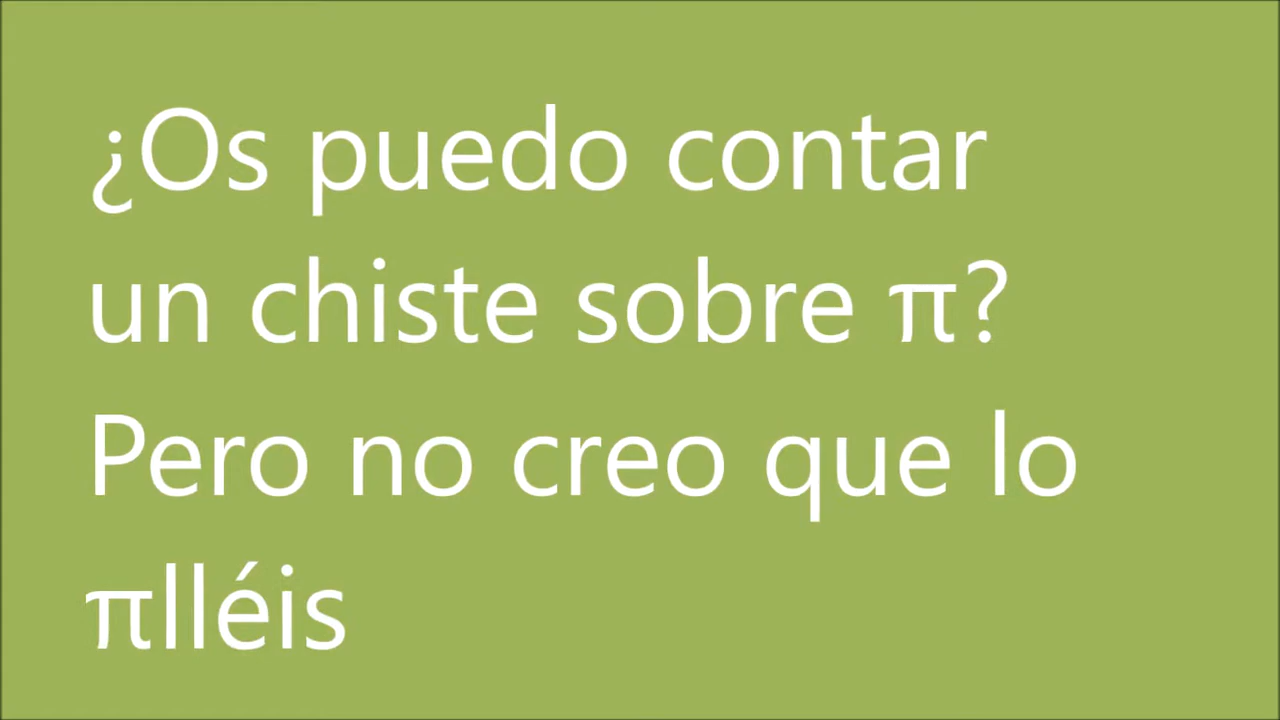 ¿Os puedo contar
un chiste sobre π?
Pero no creo que lo
πlléis